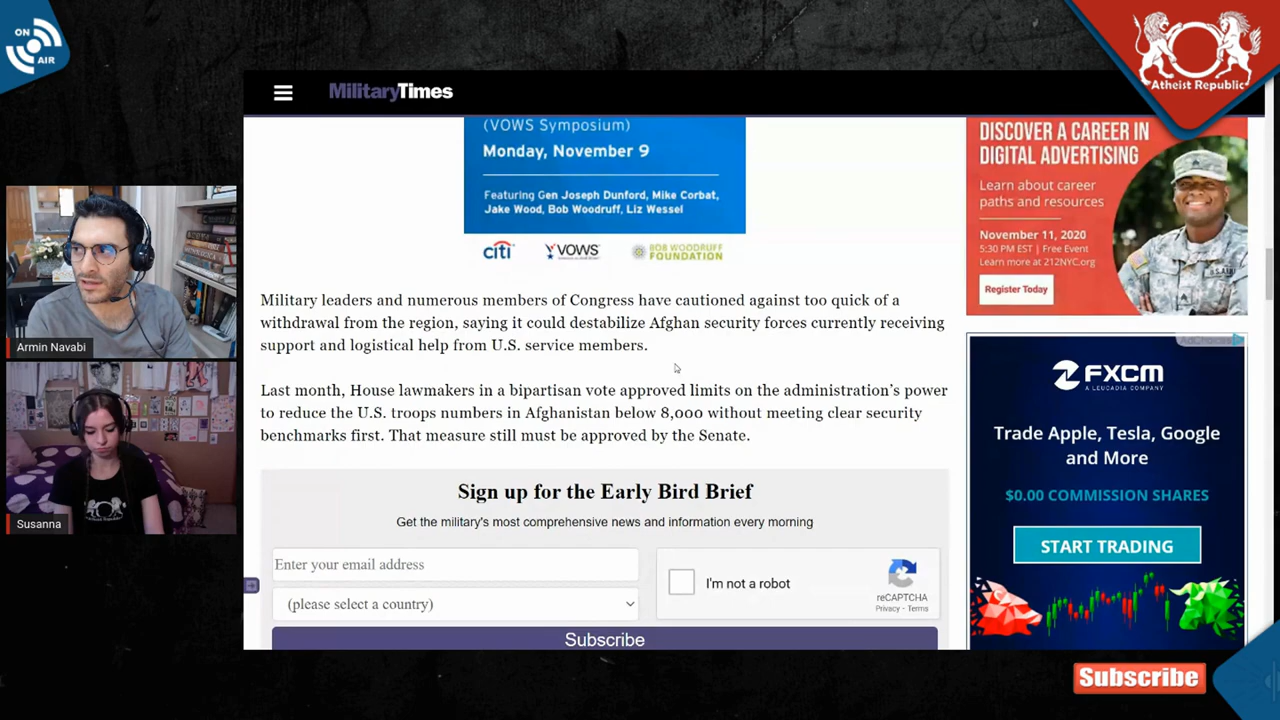 ON
AIR
Atheist Republic
MilitaryTimes
(VOWS Symposium)
Monday, November 9
Featuring Gen Joseph Dunford, Mike Corbat,
Jake Wood, Bob Woodruff, Liz Wessel
citi
VOWS
BOB WOODRUFF
FOUNDATION
Military leaders and numerous members of Congress have cautioned against too quick of a
withdrawal from the region, saying it could destabilize Afghan security forces currently receiving
support and logistical help from U.S. service members.
Last month, House lawmakers in a bipartisan vote approved limits on the administration's power
to reduce the U.S. troops numbers in Afghanistan below 8,000 without meeting clear security
benchmarks first. That measure still must be approved by the Senate.
Sign up for the Early Bird Brief
Get the military's most comprehensive news and information every morning
Enter your email address
(please select a country)
I'm not a robot
reCAPTCHA
Privacy - Terms
Subscribe
DISCOVER A CAREER IN
DIGITAL ADVERTISING
Learn about career
paths and resources
November 11, 2020
5:30 PM EST | Free Event
Learn more at 212NYC.org
Register Today
U.S. AR
AdChoices
FXCM
A LEUCADIA COMPANY
Trade Apple, Tesla, Google
and More
$0.00 COMMISSION SHARES
START TRADING
Armin Navabi
Susanna
Subscribe